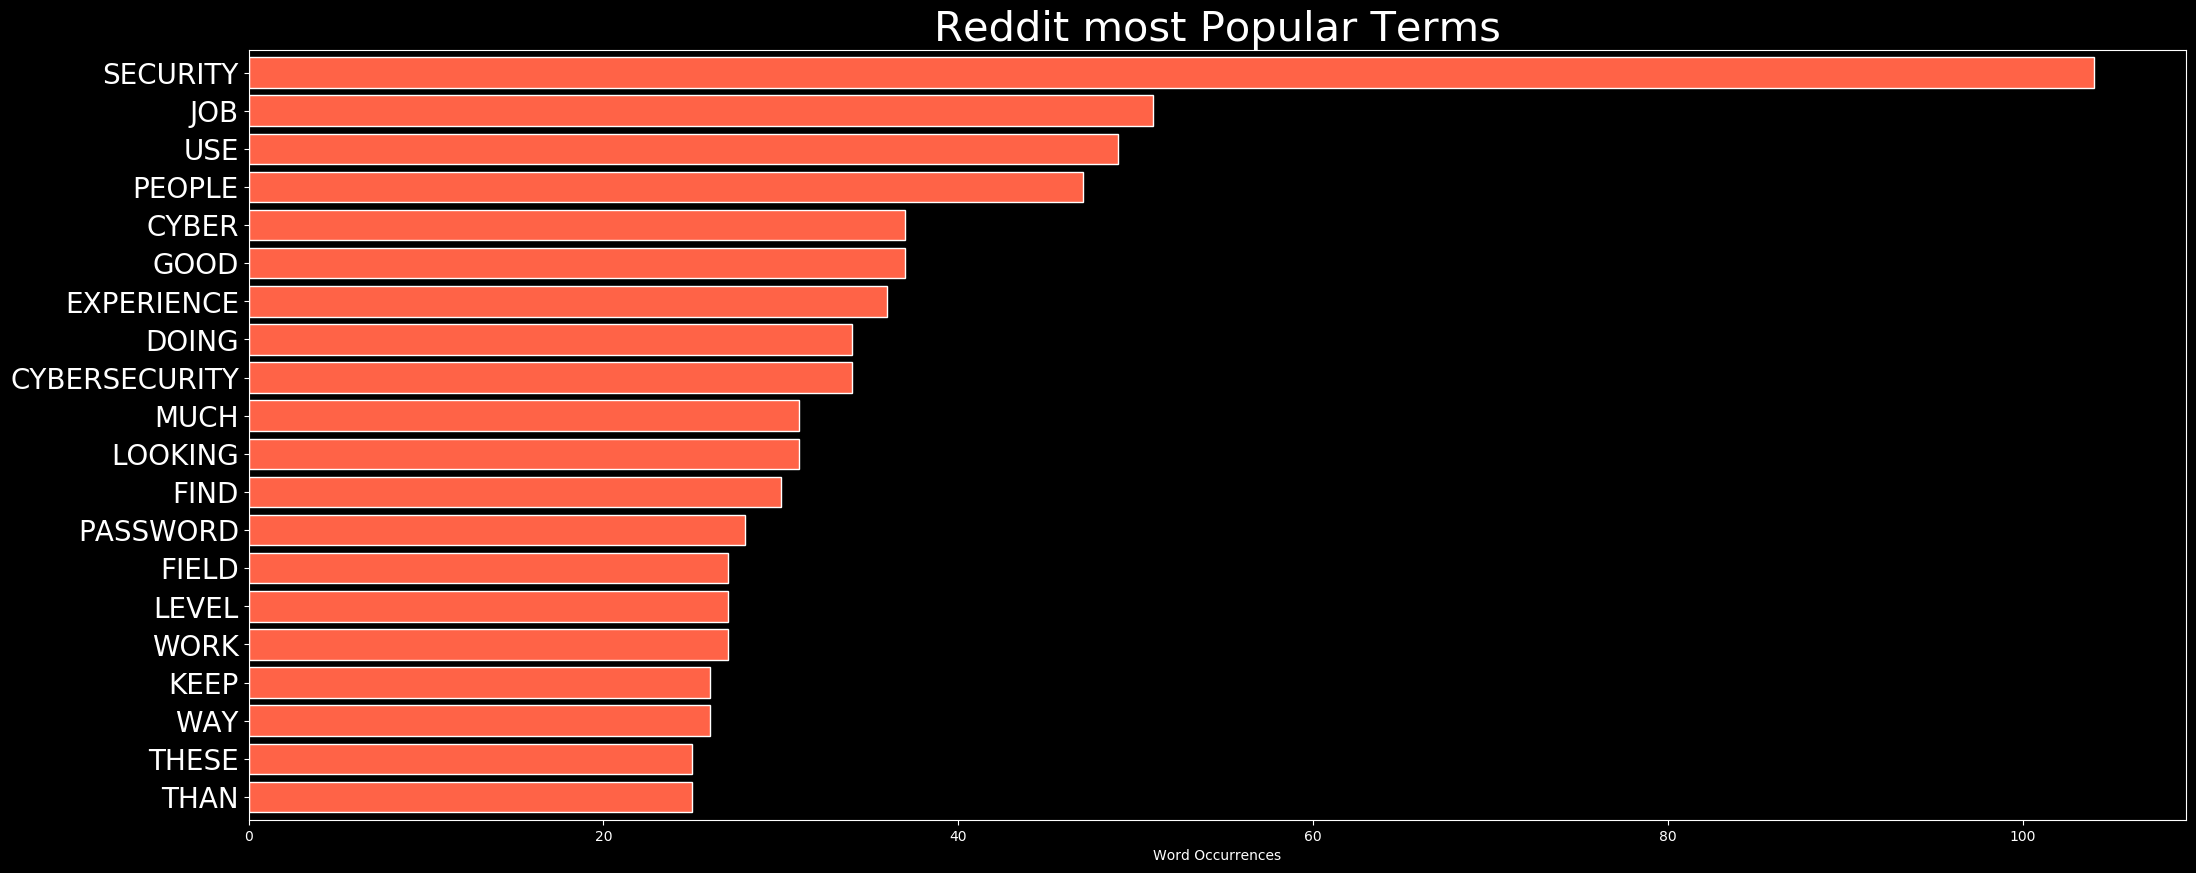 Reddit most Popular Terms
SECURITY
JOB
USE
PEOPLE
CYBER
GOOD
EXPERIENCE
DOING
CYBERSECURITY
MUCH
LOOKING
FIND
PASSWORD
FIELD
LEVEL
WORK
KEEP
WAY
THESE
THAN
0 20 40 60 80 100
Word Occurrences